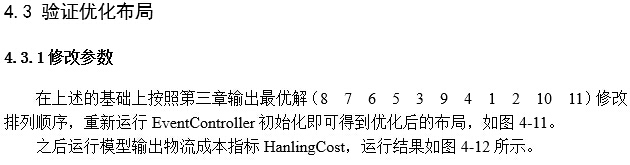 4.3 验证优化布局
4.3.1修改参数
在上述的基础上按照第三章输出最优解（8 7 6 5 3 9 4 1 2 10 11）修改
排列顺序，重新运行 EventController 初始化即可得到优化后的布局，如图 4-11。
之后运行模型输出物流成本指标 HanlingCost，运行结果如图 4-12 所示。